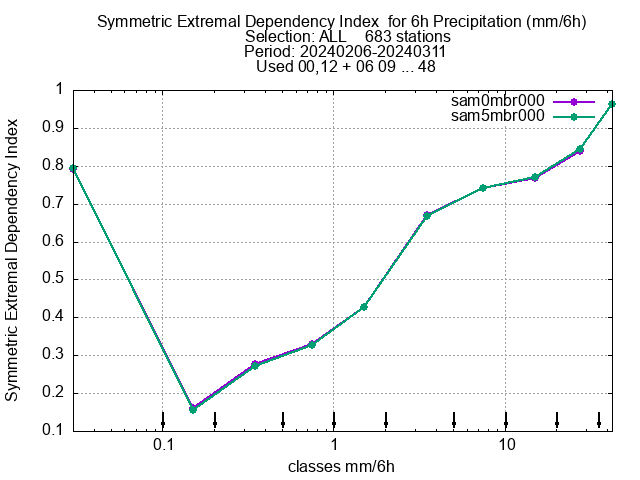 Symmetric Extremal Dependency Index  for 6h Precipitation (mm/6h)
Selection: ALL    683 stations
Period: 20240206-20240311
Used 00,12 + 06 09 ... 48
sam0mbr000
sam5mbr000
Symmetric Extremal Dependency Index
1
0.9
0.8
0.7
0.6
0.5
0.4
0.3
0.2
0.1
0.1 1 10
classes mm/6h